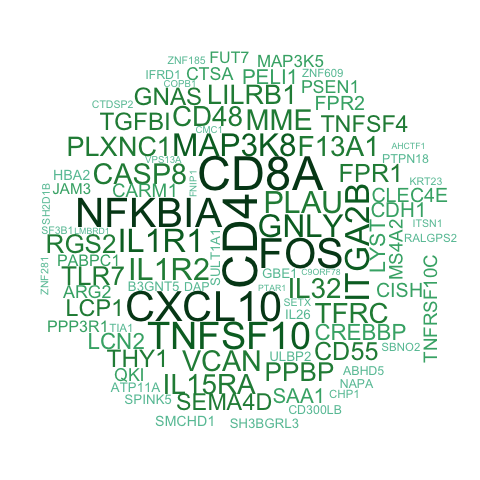 ZNF185 FUT7 MAP3K5
IFRD1 CTSA PELI1 ZNF609
COPB1 PSEN1
GNAS LILRB1 FPR2
CTDSP2 CD48 MME TNFSF4
TGFBI
CMC1
PLXNC1 MAP3K8 F13A1 AHCTF1
VPS13A PTPN18
HBA2 CASP8 CD8A FPR1 KRT23
JAM3 CARM1 FNIP1 CLEC4E
SH2D1B NFKBIA PLAU CDH1
SF3B1 LMBRD1 CD4 GNLY ITGA2B LYST MS4A2 ITSN1
RGS2 IL1R1 SULT1A1 FOS RALGPS2
PABPC1
ZNF281 TLR7 IL1R2 GBE1 C9ORF78
ARG2 B3GNT5 DAP PTAR1 IL32 CISH TNFRSF10C
LCP1 CXCL10 SETX TFRC
PPP3R1 TIA1 IL26 CREBBP
LCN2 TNFSF10 SBNO2
THY1 VCAN ULBP2 CD55
QKI PPBP ABHD5
ATP11A IL15RA NAPA
SPINK5 SEMA4D SAA1 CHP1
CD300LB
SMCHD1 SH3BGRL3